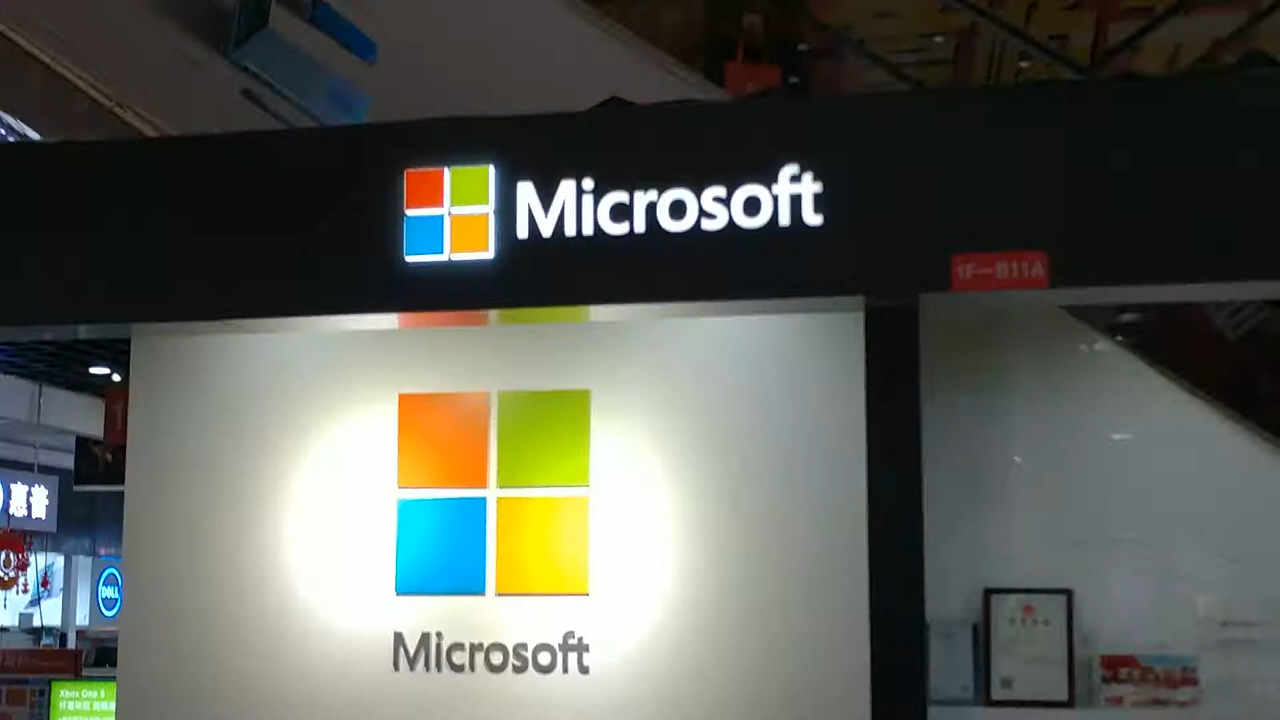 Microsoft
1F-B11A
Microsoft
惠普
DELL
Xbox One S